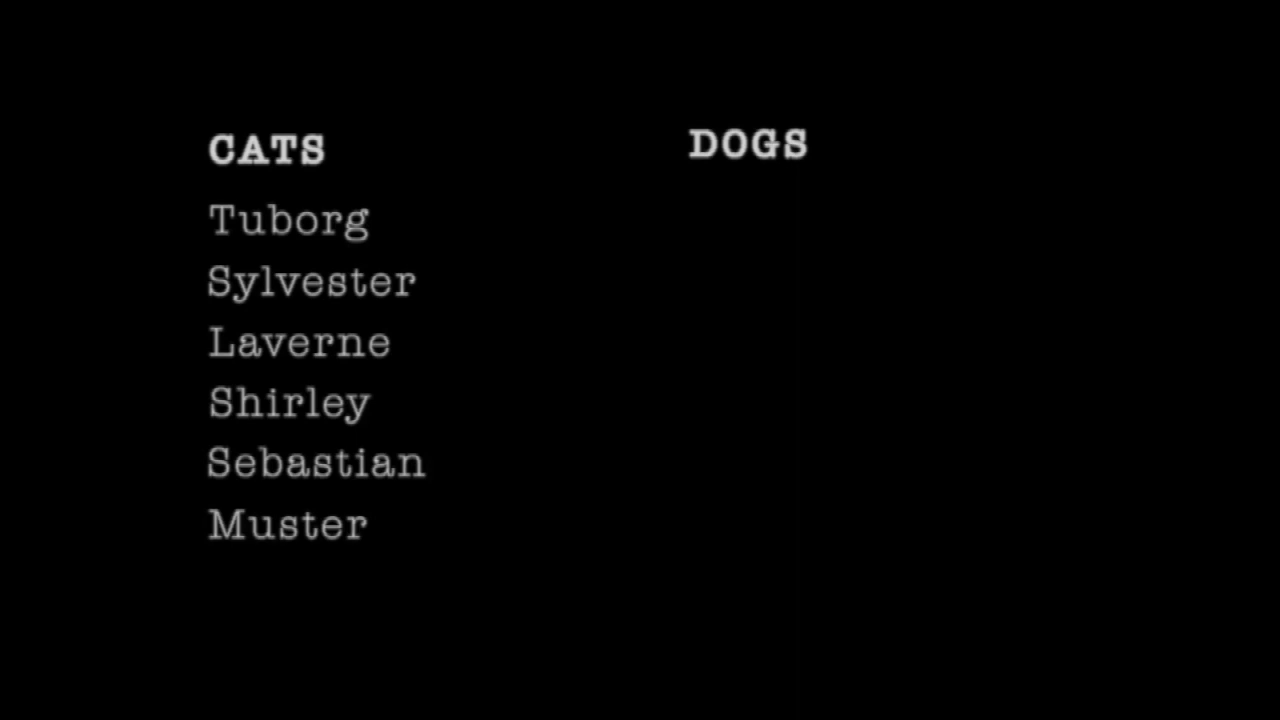 CATS
Tuborg
Sylvester
Laverne
Shirley
Sebastian
Muster
DOGS